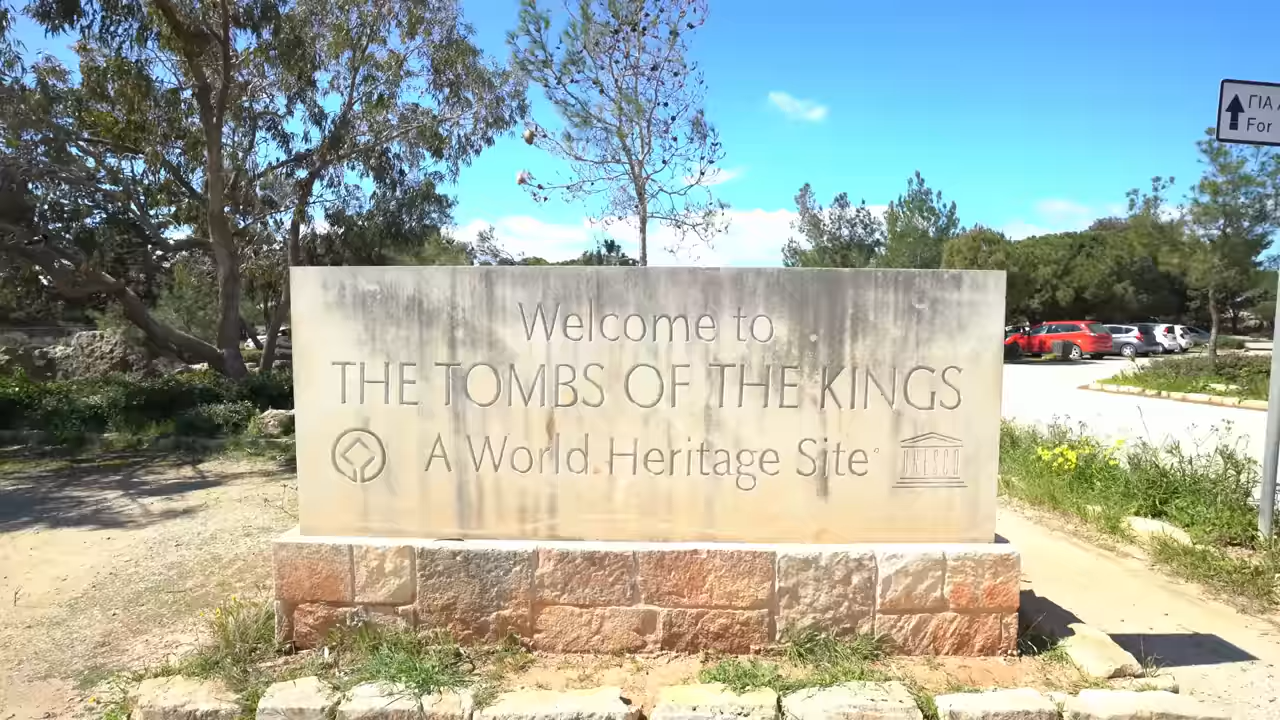 Welcome to
THE TOMBS OF THE KINGS
A World Heritage Site
UNESCO
ΓΙΑ
For